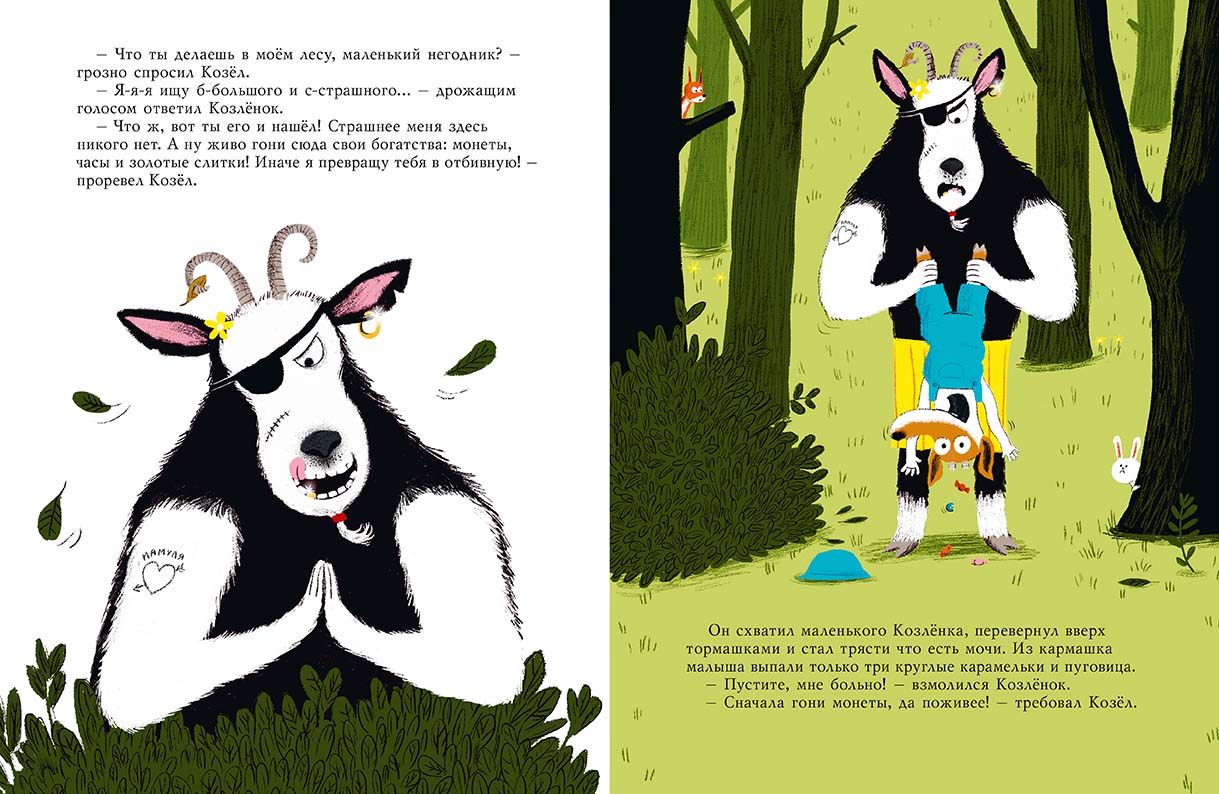 – Что ты делаешь в моём лесу, маленький негодник? –
грозно спросил Козёл.
– Я-я-я ищу б-большого и с-страшного... – дрожащим
голосом ответил Козлёнок.
– Что ж, вот ты его и нашёл! Страшнее меня здесь
никого нет. А ну живо гони сюда свои богатства: монеты,
часы и золотые слитки! Иначе я превращу тебя в отбивную! –
проревел Козёл.
МАМУЛЯ
МАМУЛЯ
Он схватил маленького Козлёнка, перевернул вверх
тормашками и стал трясти что есть мочи. Из кармашка
малыша выпали только три круглые карамельки и пуговица.
– Пустите, мне больно! – взмолился Козлёнок.
– Сначала гони монеты, да поживее! – требовал Козёл.